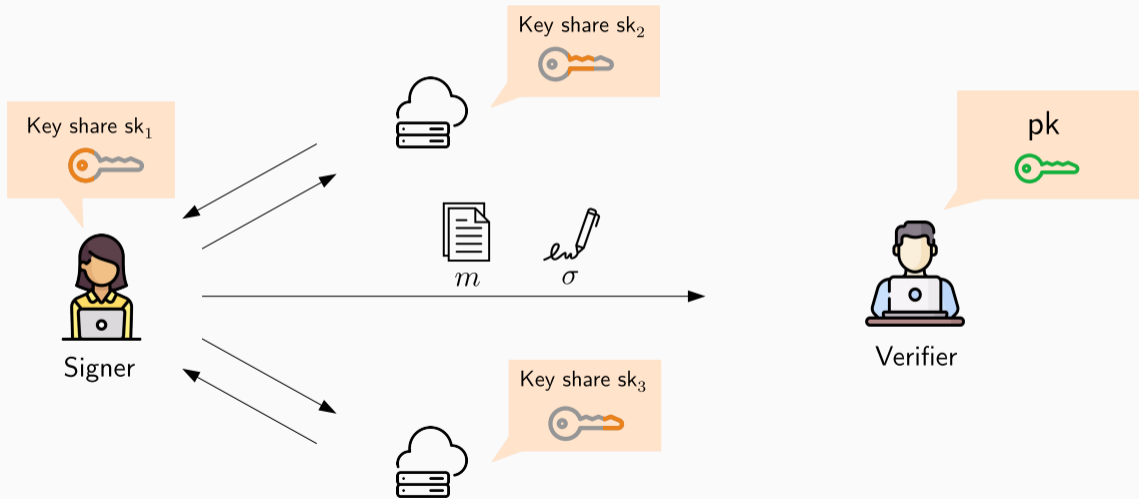 Key share sk₂
Key share sk₁
pk
m
σ
Signer
Verifier
Key share sk₃